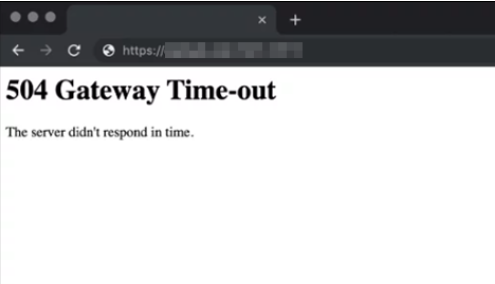 https://
504 Gateway Time-out
The server didn't respond in time.